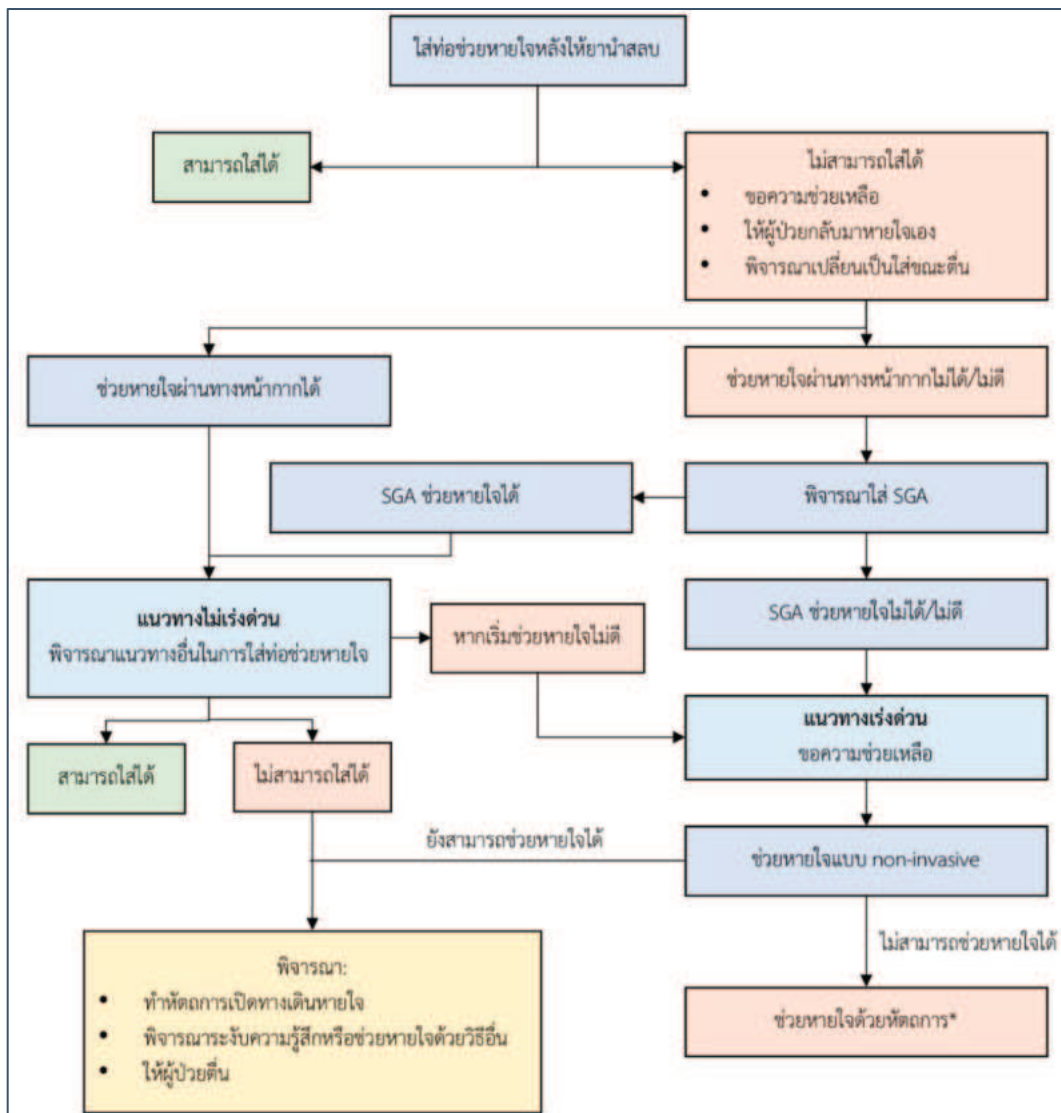 ใส่ท่อช่วยหายใจหลังให้ยานำสลบ
สามารถใส่ได้
ไม่สามารถใส่ได้
• ขอความช่วยเหลือ
• ให้ผู้ป่วยกลับมาหายใจเอง
• พิจารณาเปลี่ยนเป็นใส่ขณะตื่น
ช่วยหายใจผ่านทางหน้ากากได้
ช่วยหายใจผ่านทางหน้ากากไม่ได้/ไม่ดี
SGA ช่วยหายใจได้
พิจารณาใส่ SGA
แนวทางไม่เร่งด่วน
พิจารณาแนวทางอื่นในการใส่ท่อช่วยหายใจ
หากเริ่มช่วยหายใจไม่ดี
SGA ช่วยหายใจไม่ได้/ไม่ดี
แนวทางเร่งด่วน
ขอความช่วยเหลือ
สามารถใส่ได้
ไม่สามารถใส่ได้
ยังสามารถช่วยหายใจได้
ช่วยหายใจแบบ non-invasive
ไม่สามารถช่วยหายใจได้
พิจารณา:
• ทำหัตถการเปิดทางเดินหายใจ
• พิจารณาระงับความรู้สึกหรือช่วยหายใจด้วยวิธีอื่น
• ให้ผู้ป่วยตื่น
ช่วยหายใจด้วยหัตถการ*